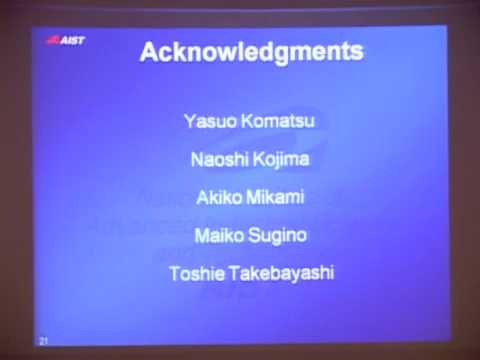 AIST
Acknowledgments
Yasuo Komatsu
Naoshi Kojima
Akiko Mikami
Maiko Sugino
Toshie Takebayashi
21